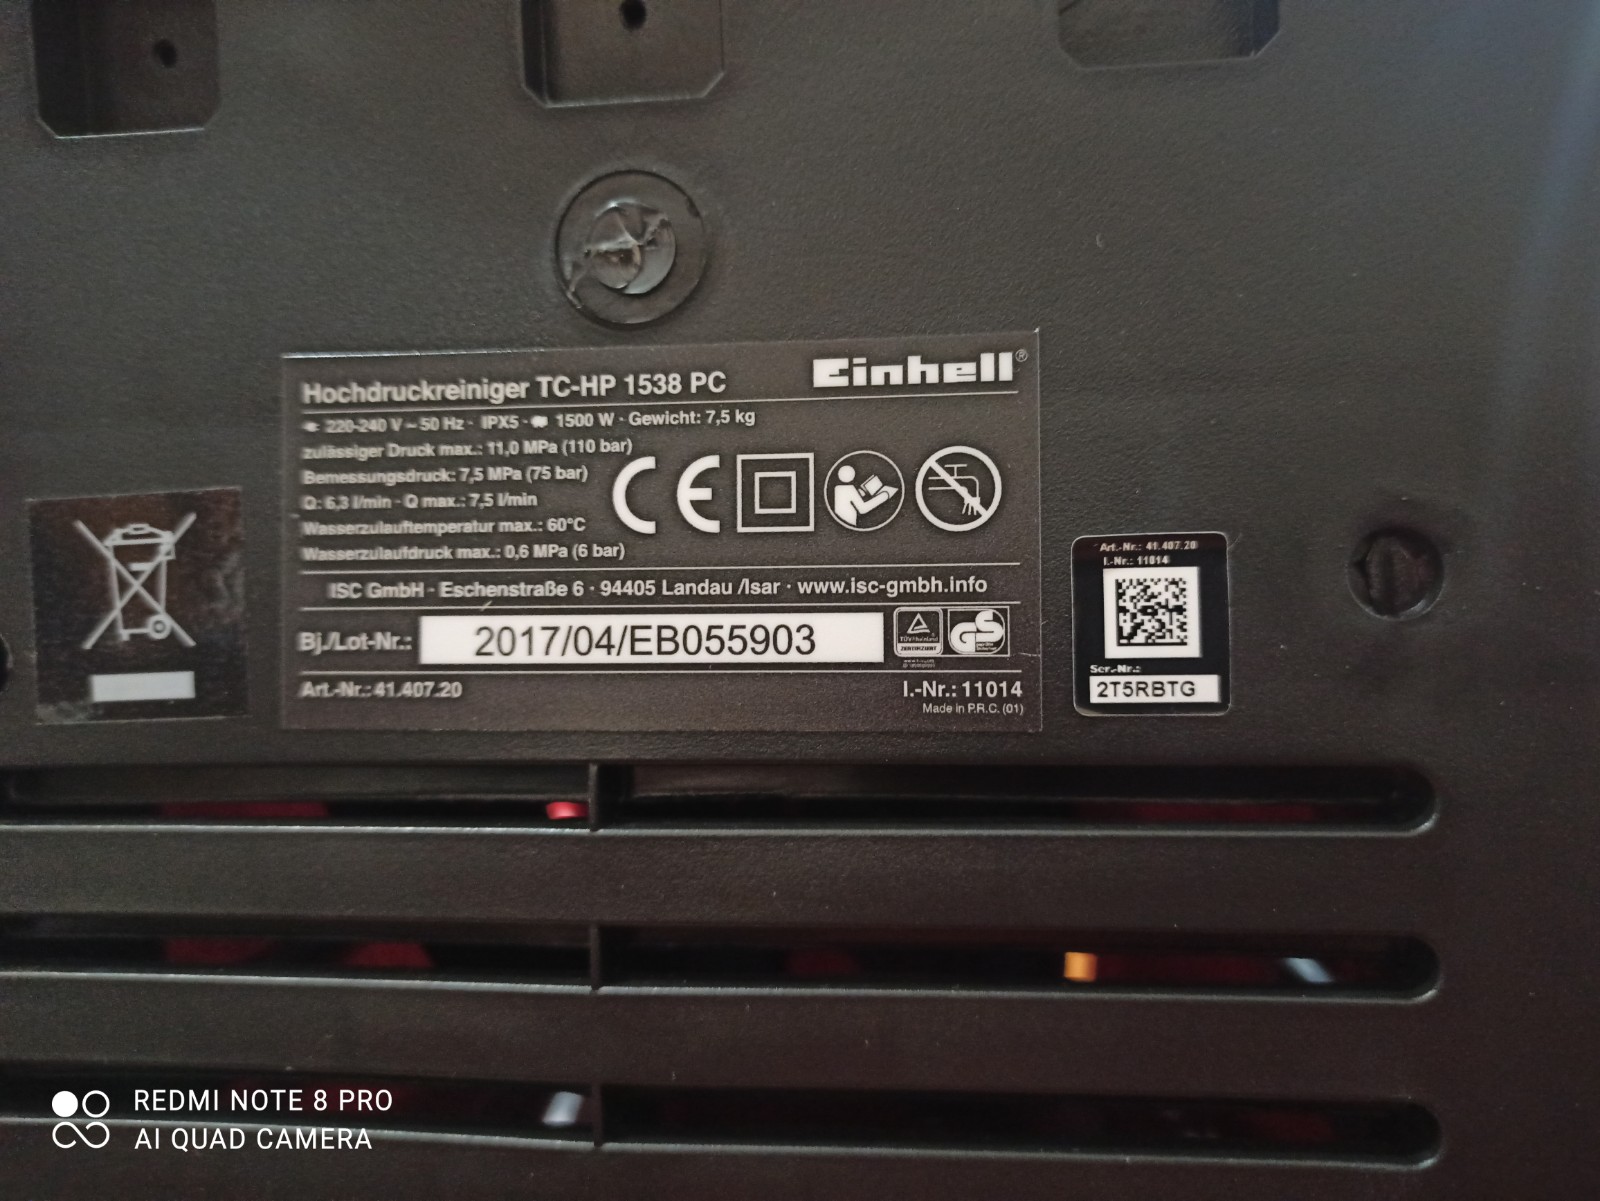 Hochdruckreiniger TC-HP 1538 PC
Einhell®
220-240 V ~ 50 Hz · IPX5 · 1500 W · Gewicht: 7,5 kg
zulässiger Druck max.: 11,0 MPa (110 bar)
Bemessungsdruck: 7,5 MPa (75 bar)
Q: 6,3 l/min · Q max.: 7,5 l/min
Wasserzulauftemperatur max.: 60°C
Wasserzulaufdruck max.: 0,6 MPa (6 bar)
CE
ISC GmbH · Eschenstraße 6 · 94405 Landau /Isar · www.isc-gmbh.info
Bj./Lot-Nr.: 2017/04/EB055903
TÜVRheinland
ZERTIFIZIERT
GS
Art.-Nr.: 41.407.20
I.-Nr.: 11014
Made in P.R.C. (01)
Art.-Nr.: 41.407.20
I.-Nr.: 11014
Ser.-Nr.:
2T5RBTG
REDMI NOTE 8 PRO
AI QUAD CAMERA